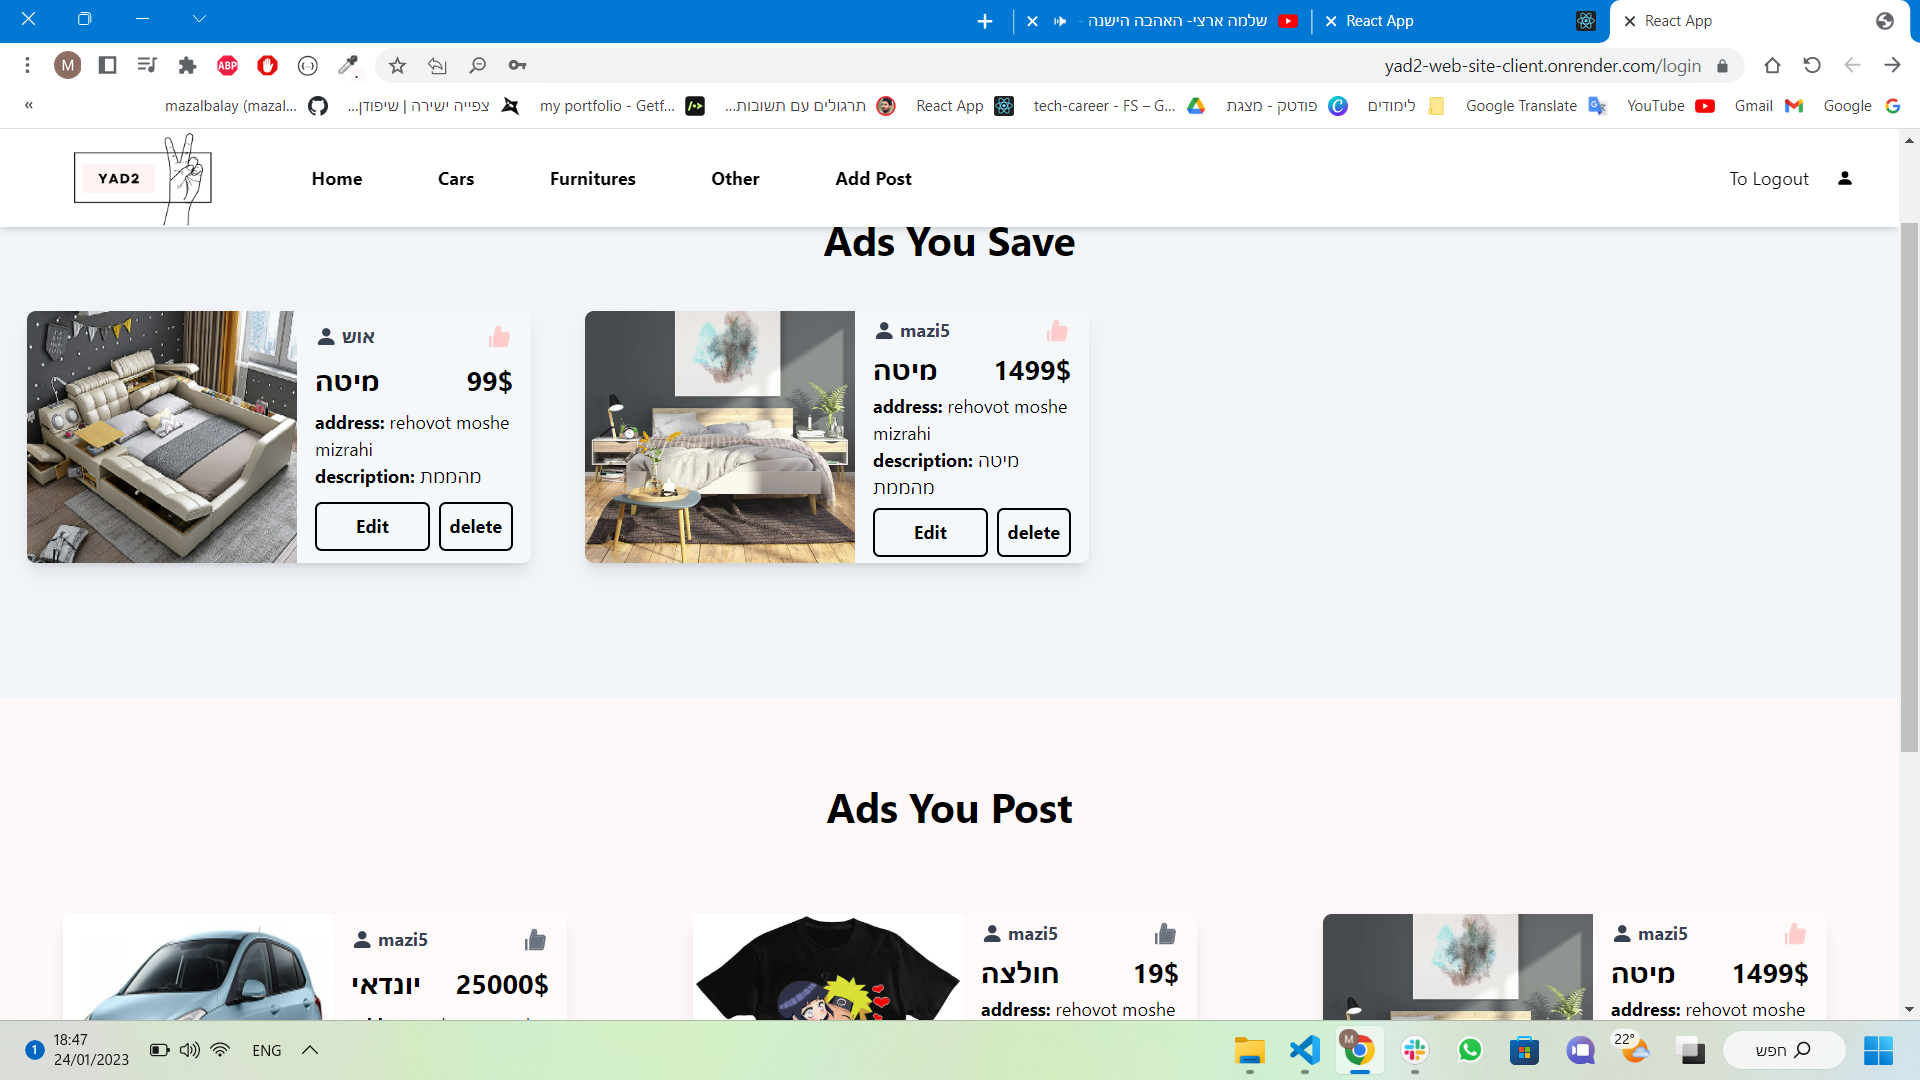 שלמה ארצי- האהבה הישנה -
React App
React App
yad2-web-site-client.onrender.com/login
M
ABP
«
mazalbalay (mazal...
צפייה ישירה | שיפודן...
my portfolio - Getf...
תרגולים עם תשובות...
React App
tech-career - FS – G...
פודטק - מצגת
לימודים
Google Translate
YouTube
Gmail
Google
YAD2
Home
Cars
Furnitures
Other
Add Post
To Logout
Ads You Save
אוש
מיטה 99$
address: rehovot moshe
mizrahi
description: מהממת
Edit
delete
mazi5
מיטה 1499$
address: rehovot moshe
mizrahi
description: מיטה
מהממת
Edit
delete
Ads You Post
mazi5
יונדאי 25000$
mazi5
חולצה 19$
address: rehovot moshe
mazi5
מיטה 1499$
address: rehovot moshe
1
18:47
24/01/2023
ENG
M
22°
חפש